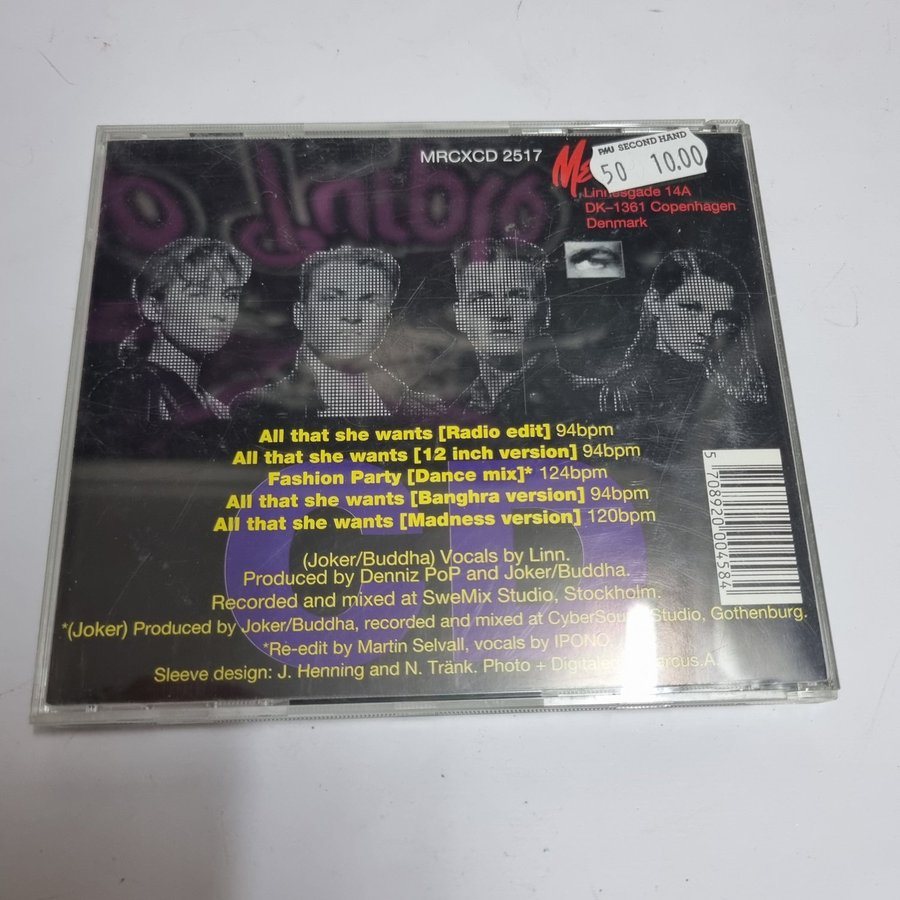 MRCXCD 2517
PMJ SECOND HAND
50 10.00
Me
Linnesgade 14A
DK–1361 Copenhagen
Denmark
All that she wants [Radio edit] 94bpm
All that she wants [12 inch version] 94bpm
Fashion Party [Dance mix]* 124bpm
All that she wants [Banghra version] 94bpm
All that she wants [Madness version] 120bpm
CD
(Joker/Buddha) Vocals by Linn.
Produced by Denniz PoP and Joker/Buddha.
Recorded and mixed at SweMix Studio, Stockholm.
*(Joker) Produced by Joker/Buddha, recorded and mixed at CyberSound Studio, Gothenburg.
*Re-edit by Martin Selvall, vocals by IPONO.
Sleeve design: J. Henning and N. Tränk. Photo + Marcus.A.
5 708920 004584